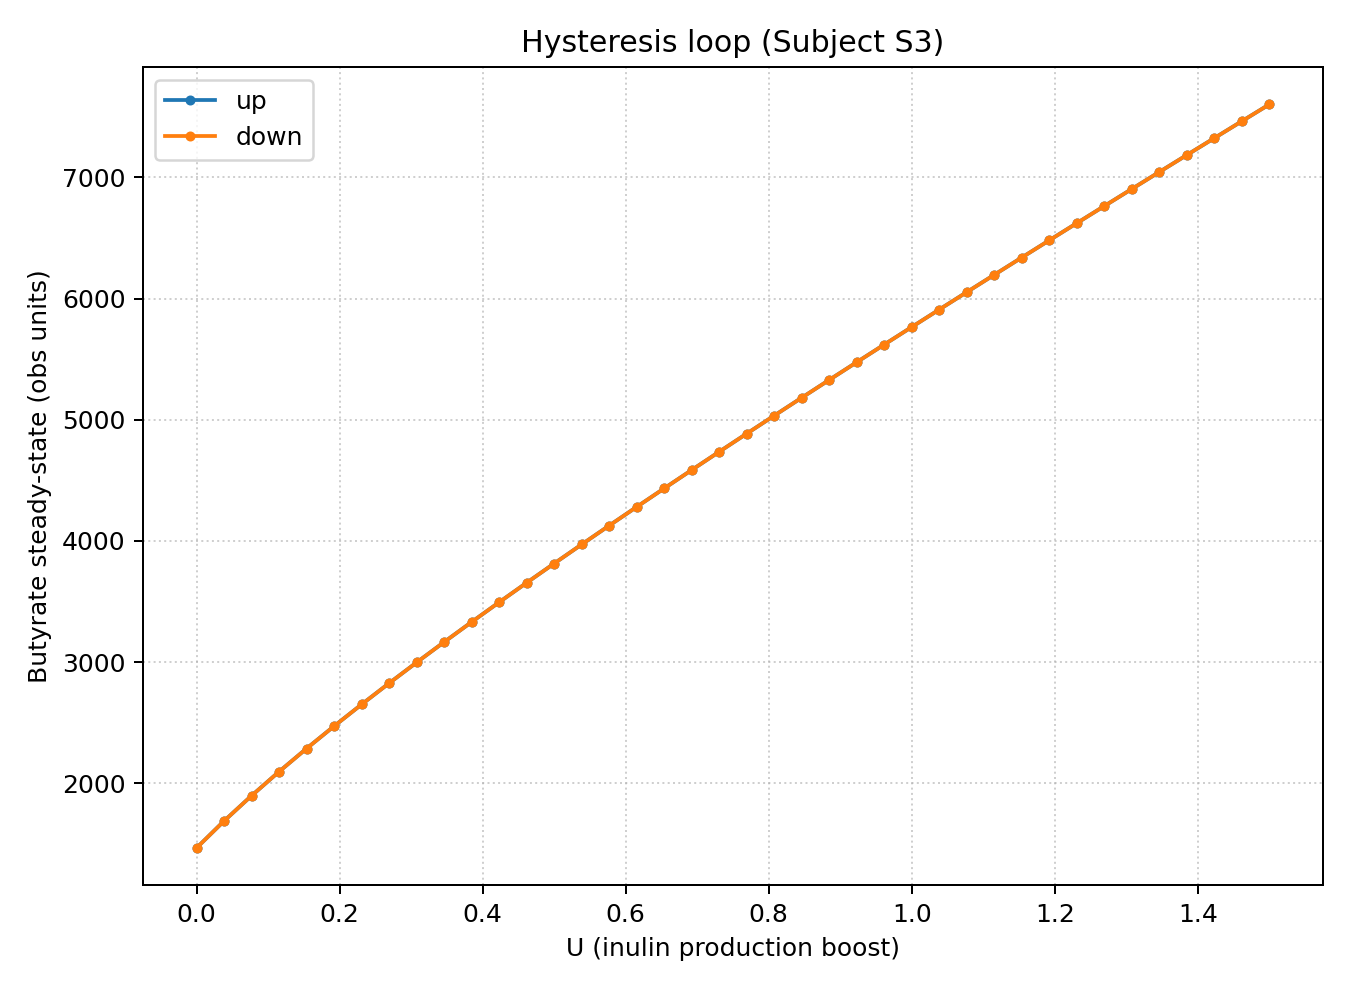 Hysteresis loop (Subject S3)
up
down
7000
6000
5000
4000
3000
2000
Butyrate steady-state (obs units)
0.0 0.2 0.4 0.6 0.8 1.0 1.2 1.4
U (inulin production boost)